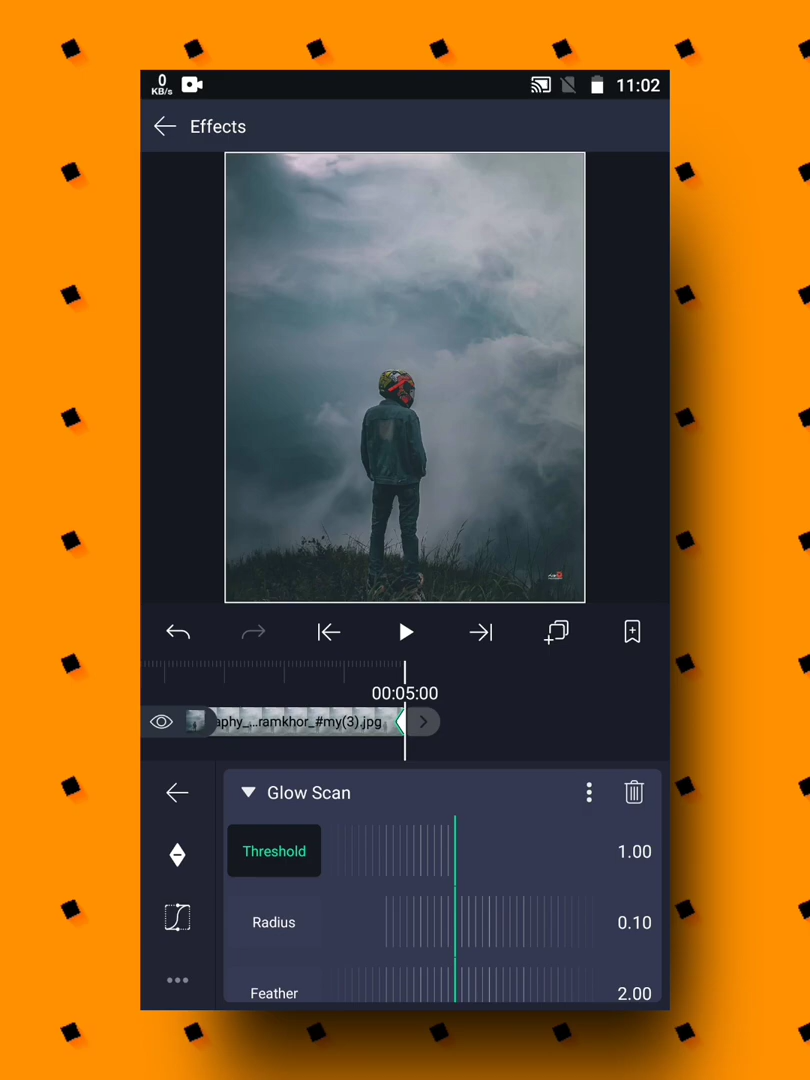 0
KB/s
11:02
Effects
00:05:00
aphy_...ramkhor_#my(3).jpg
Glow Scan
Threshold
1.00
Radius
0.10
Feather
2.00